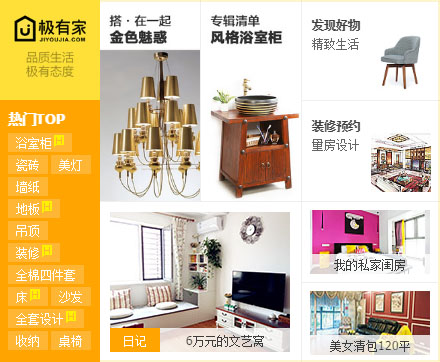 极有家
JIYOUJIA.COM
品质生活
极有态度
热门TOP
浴室柜 H
瓷砖 美灯
墙纸
地板 H
吊顶
装修 H
全棉四件套
床 H 沙发
全套设计 H
收纳 桌椅
搭·在一起
金色魅惑
专辑清单
风格浴室柜
发现好物
精致生活
装修预约
量房设计
日记 6万元的文艺窝
我的私家闺房
美女清包120平